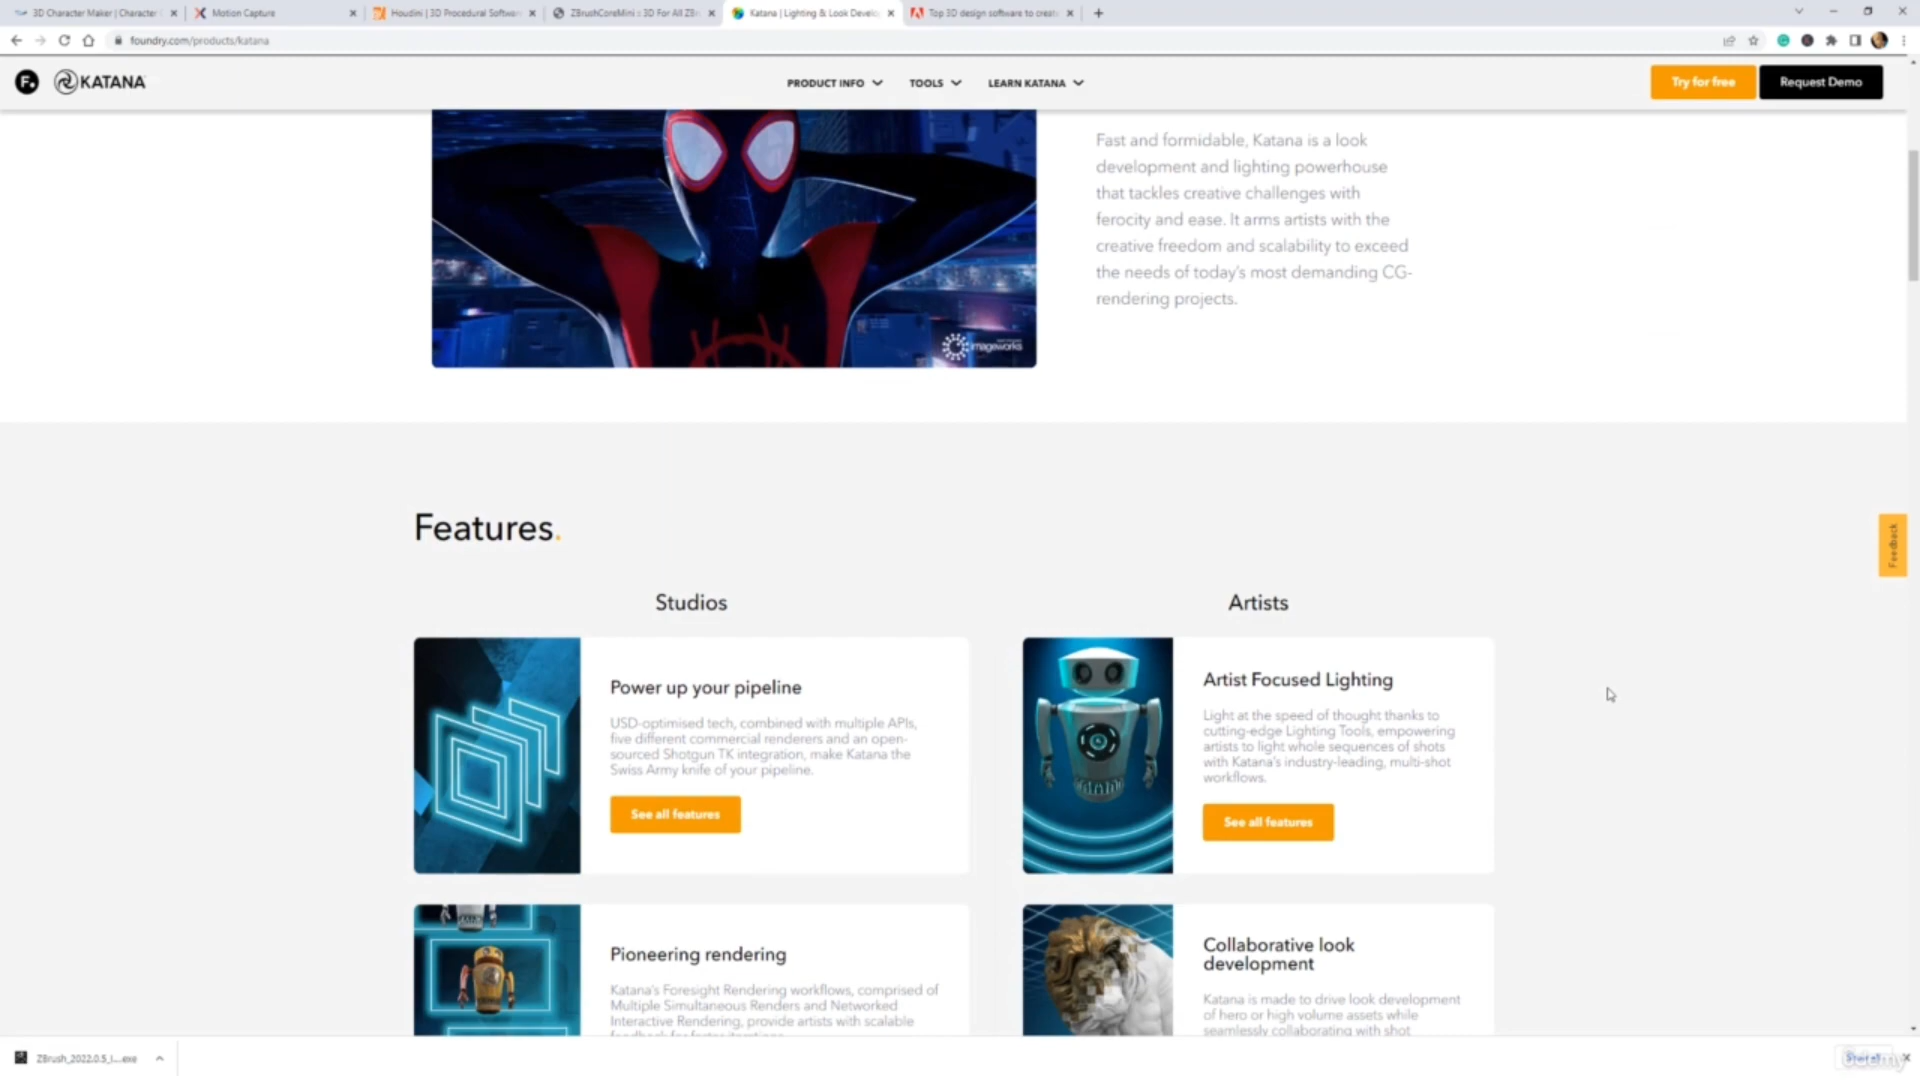 3D Character Maker | Character
Motion Capture
Houdini | 3D Procedural Softwar
ZBrushCoreMini :: 3D For All ZBr
Katana | Lighting & Look Develo
Top 3D design software to creat
foundry.com/products/katana
F.
KATANA
PRODUCT INFO
TOOLS
LEARN KATANA
Try for free
Request Demo
Fast and formidable, Katana is a look
development and lighting powerhouse
that tackles creative challenges with
ferocity and ease. It arms artists with the
creative freedom and scalability to exceed
the needs of today's most demanding CG-
rendering projects.
imageworks
Features.
Feedback
Studios
Artists
Power up your pipeline
USD-optimised tech, combined with multiple APIs,
five different commercial renderers and an open-
sourced Shotgun TK integration, make Katana the
Swiss Army knife of your pipeline.
See all features
Artist Focused Lighting
Light at the speed of thought thanks to
cutting-edge Lighting Tools, empowering
artists to light whole sequences of shots
with Katana's industry-leading, multi-shot
workflows.
See all features
Pioneering rendering
Katana's Foresight Rendering workflows, comprised of
Multiple Simultaneous Renders and Networked
Interactive Rendering, provide artists with scalable
Collaborative look
development
Katana is made to drive look development
of hero or high volume assets while
seamlessly collaborating with shot
ZBrush_2022.0.5_I....exe
Udemy